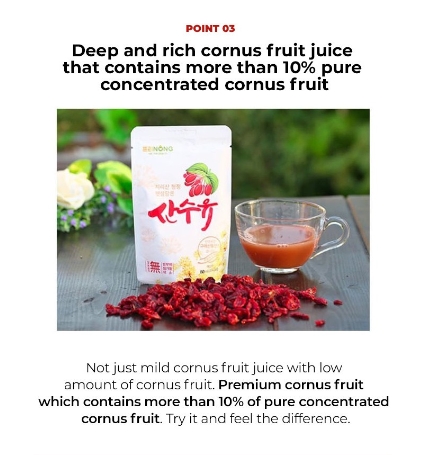 POINT 03
Deep and rich cornus fruit juice
that contains more than 10% pure
concentrated cornus fruit
NONG
산수유
無
Not just mild cornus fruit juice with low
amount of cornus fruit. Premium cornus fruit
which contains more than 10% of pure concentrated
cornus fruit. Try it and feel the difference.